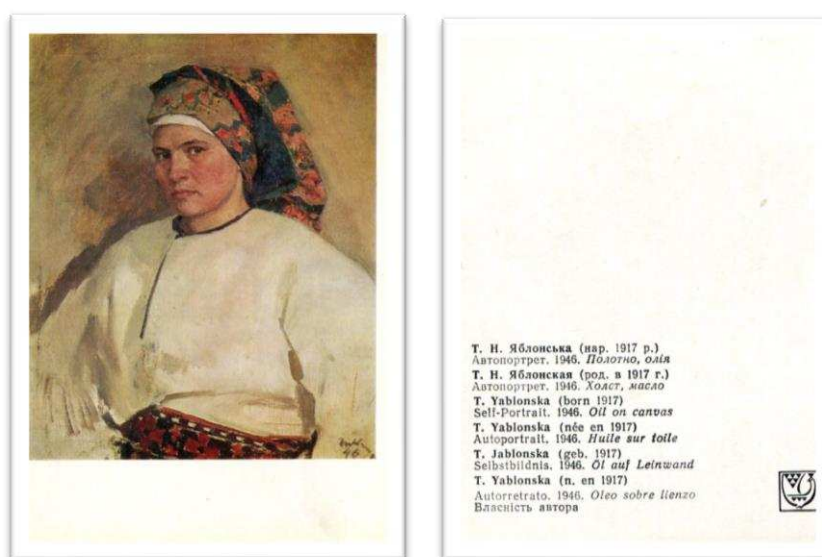 46
Т. Н. Яблонська (нар. 1917 р.)
Автопортрет. 1946. Полотно, олія
Т. Н. Яблонская (род. в 1917 г.)
Автопортрет. 1946. Холст, масло
T. Yablonska (born 1917)
Self-Portrait. 1946. Oil on canvas
T. Yablonska (née en 1917)
Autoportrait. 1946. Huile sur toile
T. Jablonska (geb. 1917)
Selbstbildnis. 1946. Öl auf Leinwand
T. Yablonska (n. en 1917)
Autorretrato. 1946. Oleo sobre lienzo
Власність автора